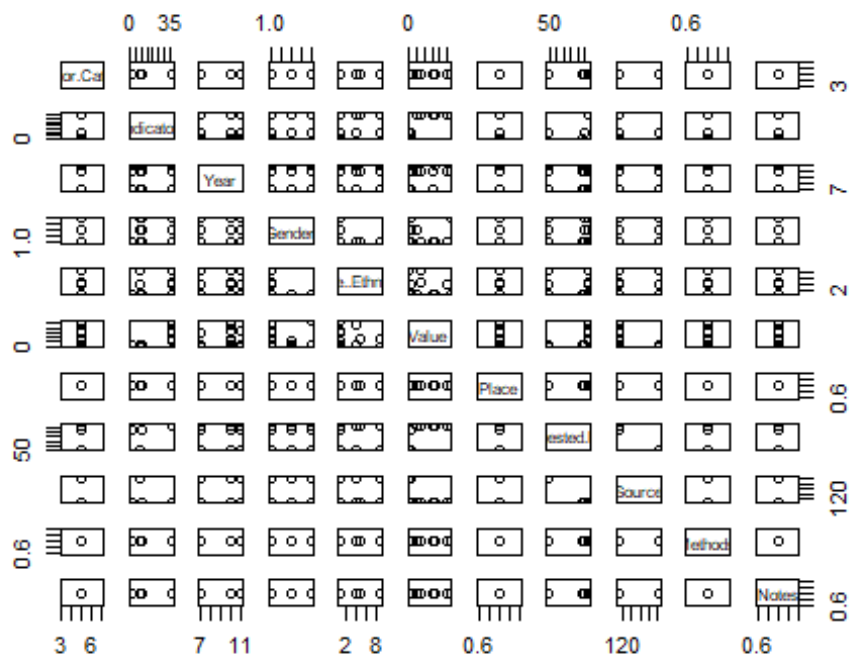 0 35 1.0 0 50 0.6
or.Cat 3
0 dicato
Year 7
1.0 Gender
e..Ethn 2
0 Value
Place 0.6
50 ested.l
Source 120
0.6 Method
Notes 0.6
3 6 7 11 2 8 0.6 120 0.6